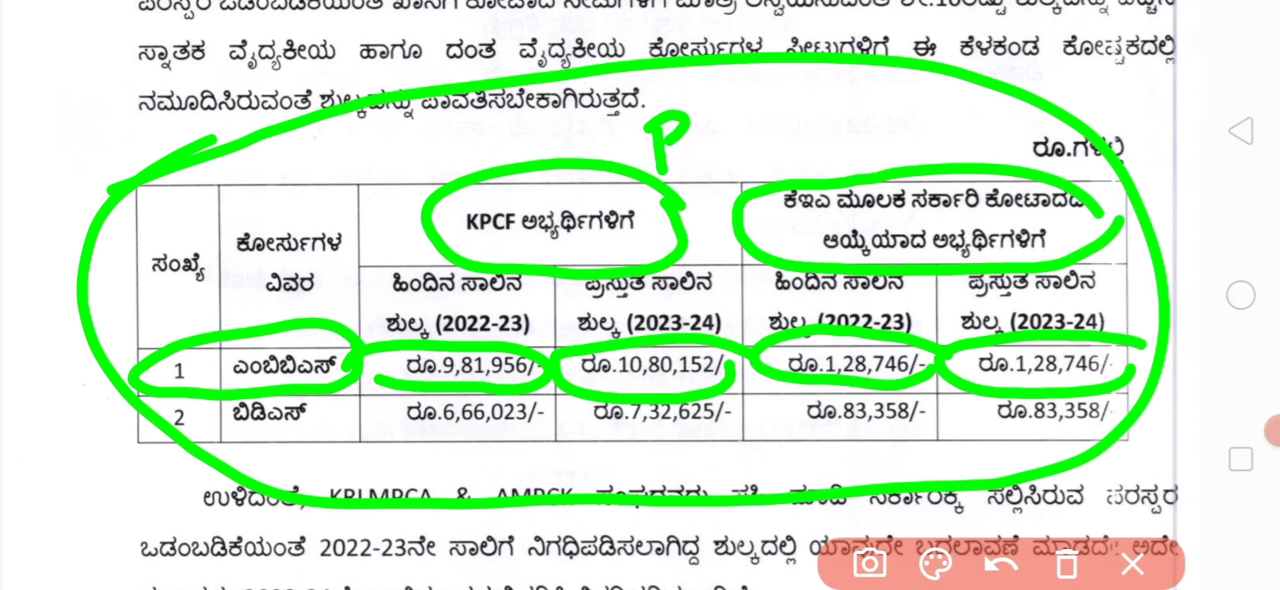 ಸ್ನಾತಕ ವೈದ್ಯಕೀಯ ಹಾಗೂ ದಂತ ವೈದ್ಯಕೀಯ ಕೋರ್ಸುಗಳ ಸೀಟುಗಳಿಗೆ ಈ ಕೆಳಕಂಡ ಕೋಷ್ಟಕದಲ್ಲಿ
ನಮೂದಿಸಿರುವಂತೆ ಶುಲ್ಕವನ್ನು ಪಾವತಿಸಬೇಕಾಗಿರುತ್ತದೆ.
P
ರೂ.ಗಳಲ್ಲಿ
ಸಂಖ್ಯೆ
ಕೋರ್ಸುಗಳ
ವಿವರ
KPCF ಅಭ್ಯರ್ಥಿಗಳಿಗೆ
ಕೆಇಎ ಮೂಲಕ ಸರ್ಕಾರಿ ಕೋಟಾದಡಿ
ಆಯ್ಕೆಯಾದ ಅಭ್ಯರ್ಥಿಗಳಿಗೆ
ಹಿಂದಿನ ಸಾಲಿನ
ಶುಲ್ಕ (2022-23)
ಪ್ರಸ್ತುತ ಸಾಲಿನ
ಶುಲ್ಕ (2023-24)
ಹಿಂದಿನ ಸಾಲಿನ
ಶುಲ್ಕ (2022-23)
ಪ್ರಸ್ತುತ ಸಾಲಿನ
ಶುಲ್ಕ (2023-24)
1 ಎಂಬಿಬಿಎಸ್ ರೂ.9,81,956/- ರೂ.10,80,152/- ರೂ.1,28,746/- ರೂ.1,28,746/-
2 ಬಿಡಿಎಸ್ ರೂ.6,66,023/- ರೂ.7,32,625/- ರೂ.83,358/- ರೂ.83,358/-
ಉಳಿದಂತೆ, & ಸರ್ಕಾರಕ್ಕೆ ಸಲ್ಲಿಸಿರುವ ಪರಸ್ಪರ
ಒಡಂಬಡಿಕೆಯಂತೆ 2022-23ನೇ ಸಾಲಿಗೆ ನಿಗಧಿಪಡಿಸಲಾಗಿದ್ದ ಶುಲ್ಕದಲ್ಲಿ ಯಾವುದೇ ಬದಲಾವಣೆ ಮಾಡದೇ ಅದೇ